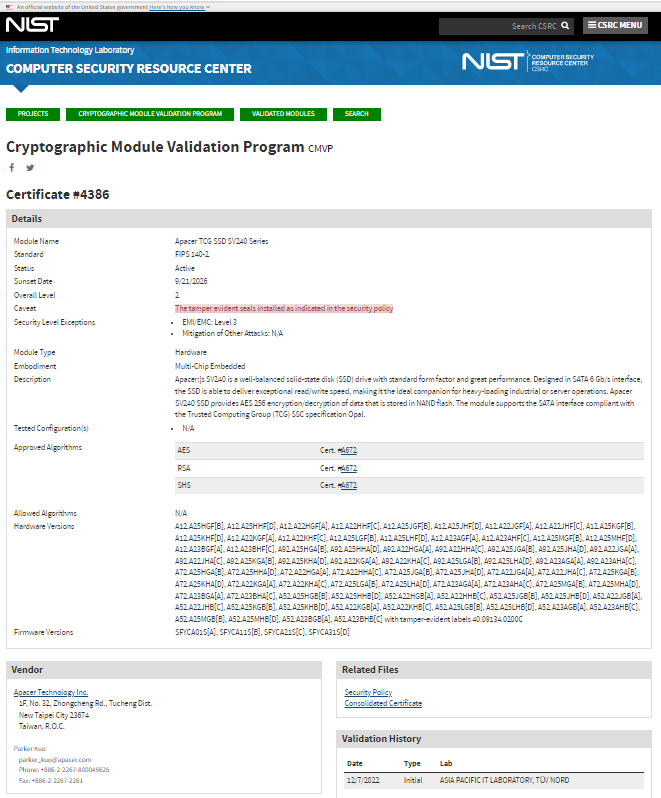 An official website of the United States government Here's how you know
NIST
Search CSRC
CSRC MENU
Information Technology Laboratory
COMPUTER SECURITY RESOURCE CENTER
NIST COMPUTER SECURITY
RESOURCE CENTER
CSRC
PROJECTS CRYPTOGRAPHIC MODULE VALIDATION PROGRAM VALIDATED MODULES SEARCH
Cryptographic Module Validation Program CMVP
Certificate #4386
Details
Module Name Apacer TCG SSD SV240 Series
Standard FIPS 140-2
Status Active
Sunset Date 9/21/2026
Overall Level 2
Caveat The tamper evident seals installed as indicated in the security policy
Security Level Exceptions • EMI/EMC: Level 3
• Mitigation of Other Attacks: N/A
Module Type Hardware
Embodiment Multi-Chip Embedded
Description Apacer¡¦s SV240 is a well-balanced solid-state disk (SSD) drive with standard form factor and great performance. Designed in SATA 6 Gb/s interface,
the SSD is able to deliver exceptional read/write speed, making it the ideal companion for heavy-loading industrial or server operations. Apacer
SV240 SSD provides AES 256 encryption/decryption of data that is stored in NAND flash. The module supports the SATA interface compliant with
the Trusted Computing Group (TCG) SSC specification Opal.
Tested Configuration(s) • N/A
Approved Algorithms AES Cert. #A672
RSA Cert. #A672
SHS Cert. #A672
Allowed Algorithms N/A
Hardware Versions A12.A25HGF[B], A12.A25HHF[D], A12.A22HGF[A], A12.A22HHF[C], A12.A25JGF[B], A12.A25JHF[D], A12.A22JGF[A], A12.A22JHF[C], A12.A25KGF[B],
A12.A25KHF[D], A12.A22KGF[A], A12.A22KHF[C], A12.A25LGF[B], A12.A25LHF[D], A12.A23AGF[A], A12.A23AHF[C], A12.A25MGF[B], A12.A25MHF[D],
A12.A23BGF[A], A12.A23BHF[C], A92.A25HGA[B], A92.A25HHA[D], A92.A22HGA[A], A92.A22HHA[C], A92.A25JGA[B], A92.A25JHA[D], A92.A22JGA[A],
A92.A22JHA[C], A92.A25KGA[B], A92.A25KHA[D], A92.A22KGA[A], A92.A22KHA[C], A92.A25LGA[B], A92.A25LHA[D], A92.A23AGA[A], A92.A23AHA[C],
A72.A25HGA[B], A72.A25HHA[D], A72.A22HGA[A], A72.A22HHA[C], A72.A25JGA[B], A72.A25JHA[D], A72.A22JGA[A], A72.A22JHA[C], A72.A25KGA[B],
A72.A25KHA[D], A72.A22KGA[A], A72.A22KHA[C], A72.A25LGA[B], A72.A25LHA[D], A72.A23AGA[A], A72.A23AHA[C], A72.A25MGA[B], A72.A25MHA[D],
A72.A23BGA[A], A72.A23BHA[C], A52.A25HGB[B], A52.A25HHB[D], A52.A22HGB[A], A52.A22HHB[C], A52.A25JGB[B], A52.A25JHB[D], A52.A22JGB[A],
A52.A22JHB[C], A52.A25KGB[B], A52.A25KHB[D], A52.A22KGB[A], A52.A22KHB[C], A52.A25LGB[B], A52.A25LHB[D], A52.A23AGB[A], A52.A23AHB[C],
A52.A25MGB[B], A52.A25MHB[D], A52.A23BGB[A], A52.A23BHB[C] with tamper-evident labels 40.09134.0200C
Firmware Versions SFYCA01S[A], SFYCA11S[B], SFYCA21S[C], SFYCA31S[D]
Vendor
Apacer Technology Inc.
1F, No. 32, Zhongcheng Rd., Tucheng Dist.
New Taipei City 23674
Taiwan, R.O.C.
Parker Kuo
parker_kuo@apacer.com
Phone: +886-2-2267-800045625
Fax: +886-2-2267-2261
Related Files
Security Policy
Consolidated Certificate
Validation History
Date Type Lab
12/7/2022 Initial ASIA PACIFIC IT LABORATORY, TÜV NORD